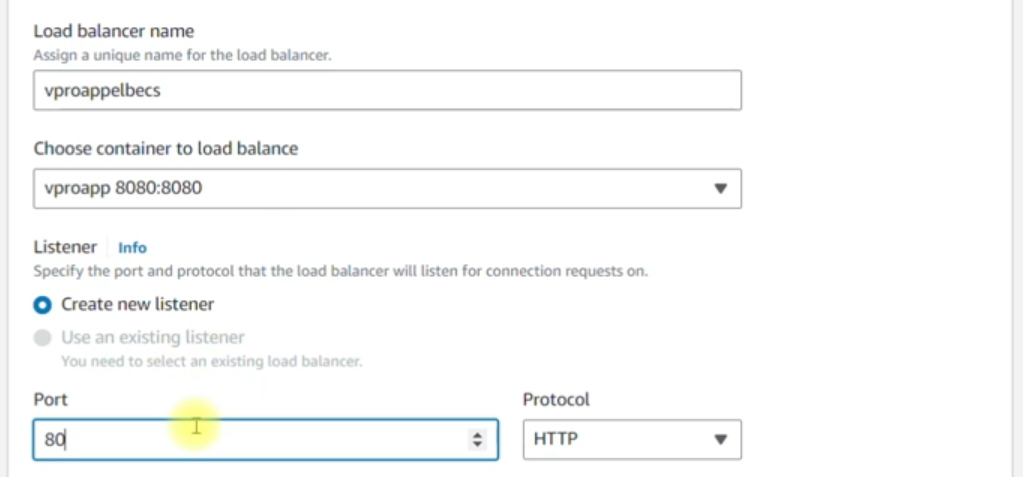 Load balancer name
Assign a unique name for the load balancer.
vproappelbecs
Choose container to load balance
vproapp 8080:8080
Listener Info
Specify the port and protocol that the load balancer will listen for connection requests on.
Create new listener
Use an existing listener
You need to select an existing load balancer.
Port Protocol
80 HTTP